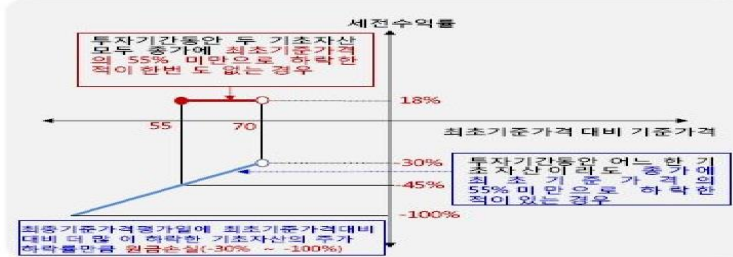 세전수익률
투자기간동안 두 기초자산
모두 종가에 최초기준가격
의 55% 미만으로 하락한
적이 한번 도 없는 경우
18%
55
70
최초기준가격 대비 기준가격
-30%
투자기간동안 어느 한 기
초자산이라도 종가에
최초기준가격의
55% 미만으로 하락한
적이 있는 경우
-45%
-100%
최종기준가격평가일에 최초기준가격대비
대비 더 많 이 하락한 기초자산의 주가
하락률만큼 원금손실(-30% ~ -100%)